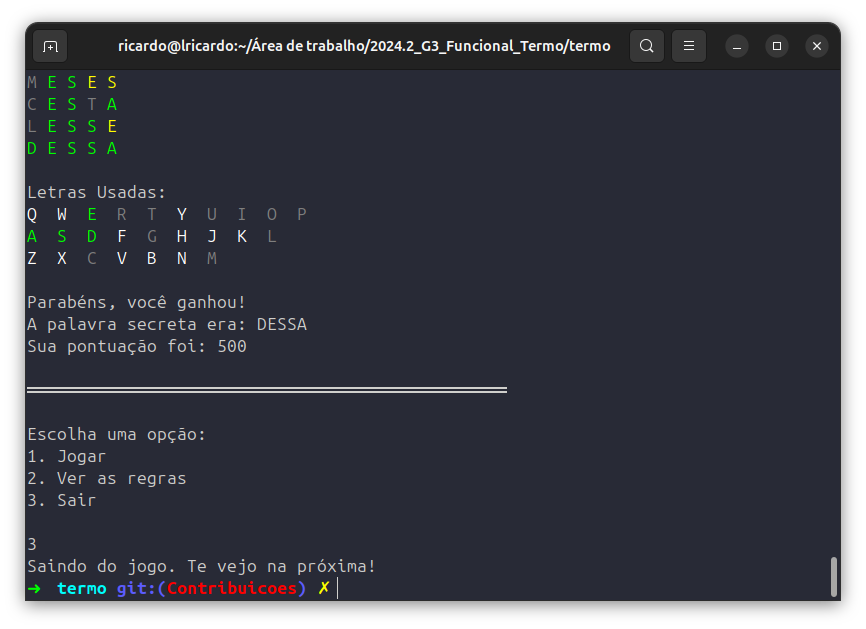 ricardo@lricardo:~/Área de trabalho/2024.2_G3_Funcional_Termo/termo
M E S E S
C E S T A
L E S S E
D E S S A
Letras Usadas:
Q W E R T Y U I O P
A S D F G H J K L
Z X C V B N M
Parabéns, você ganhou!
A palavra secreta era: DESSA
Sua pontuação foi: 500
════════════════════════════════════════════════
Escolha uma opção:
1. Jogar
2. Ver as regras
3. Sair
3
Saindo do jogo. Te vejo na próxima!
➜ termo git:(Contribuicoes) ✗